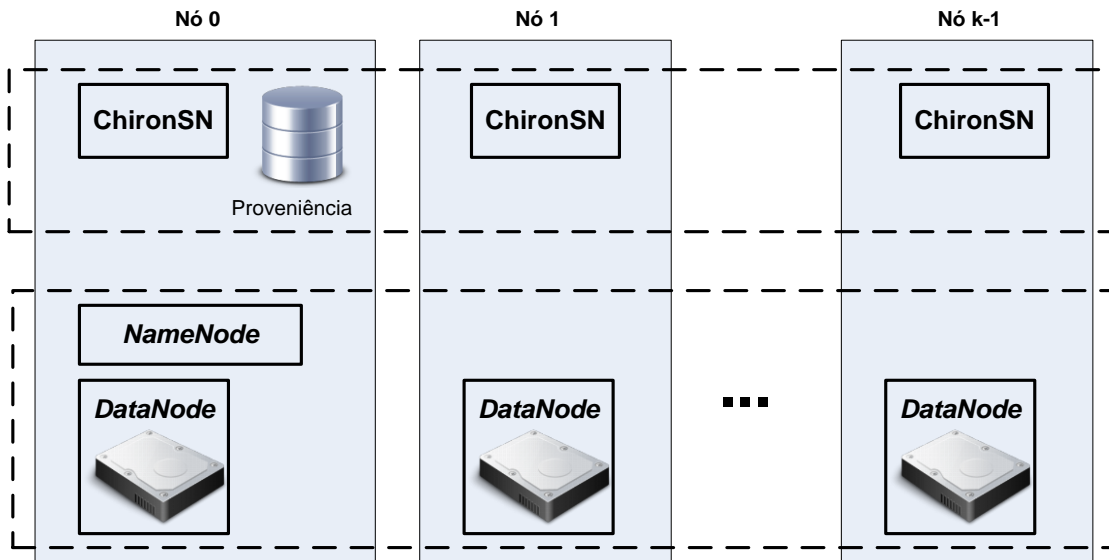 Nó 0
Nó 1
Nó k-1
ChironSN
ChironSN
ChironSN
Proveniência
NameNode
DataNode
DataNode
DataNode